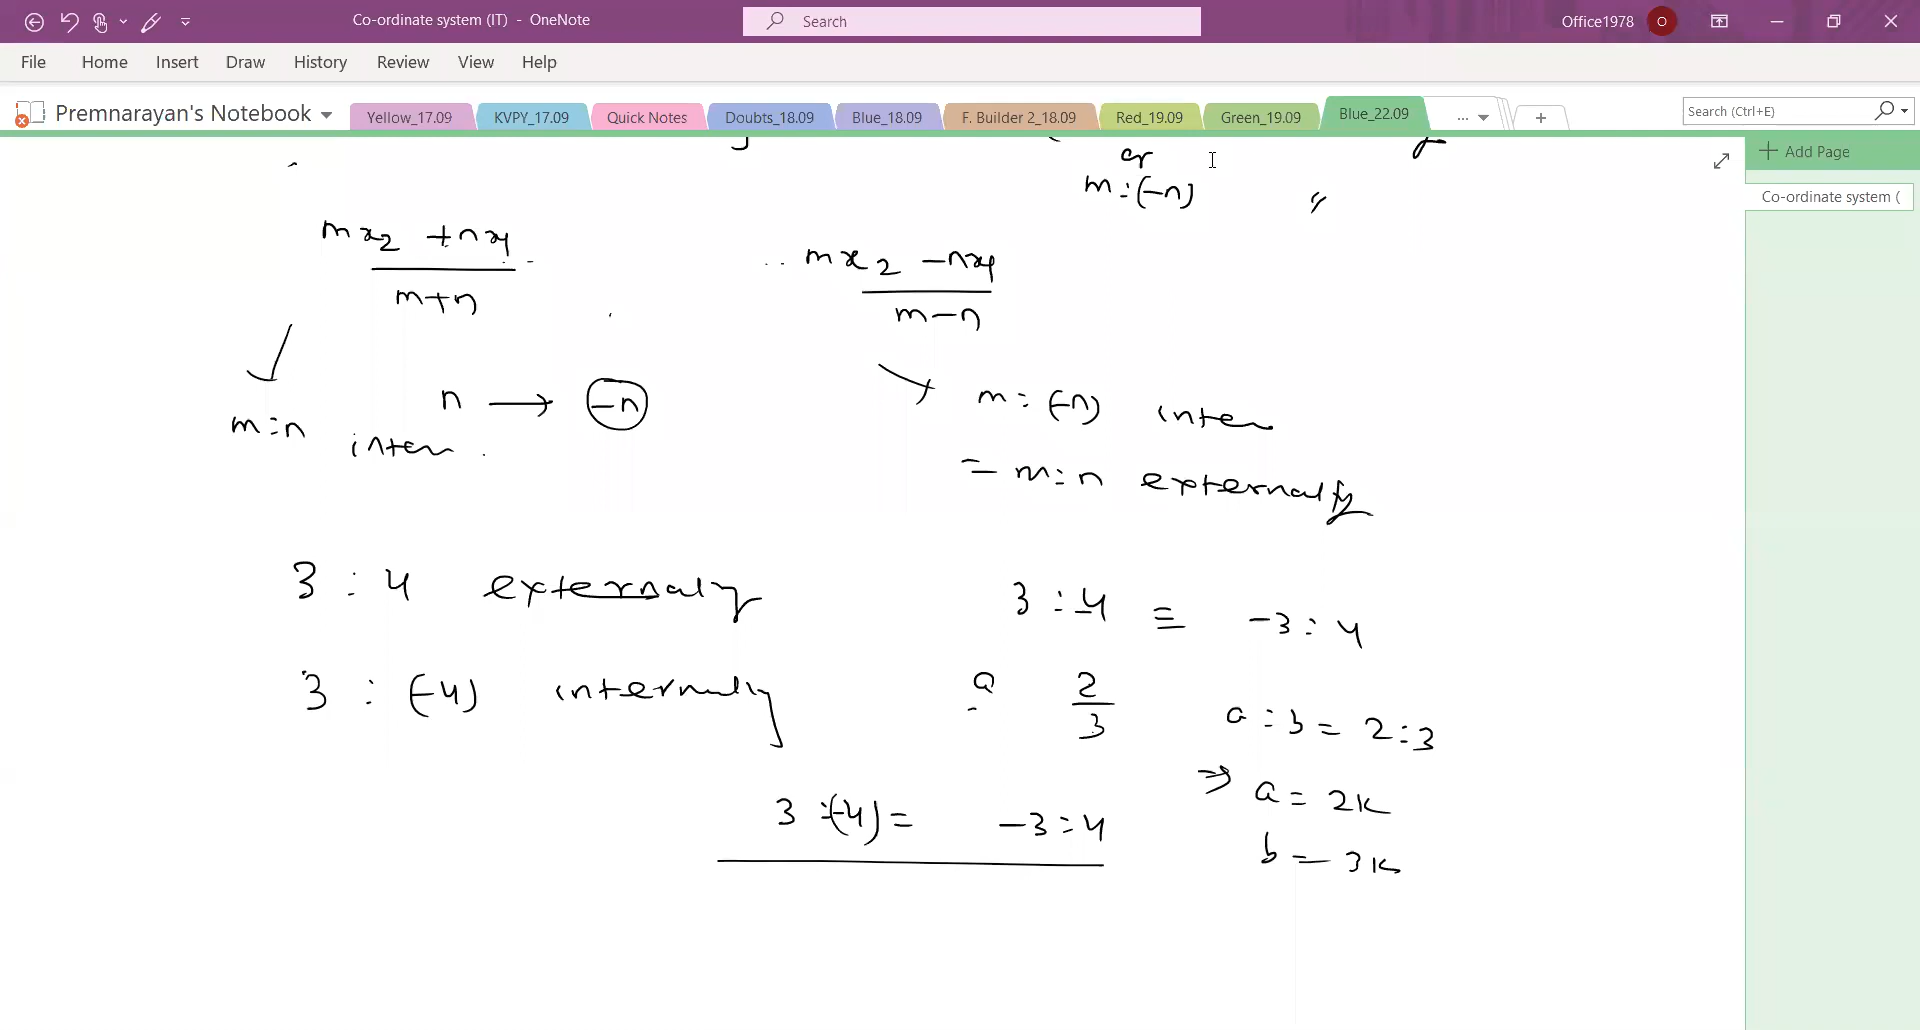 Co-ordinate system (IT) - OneNote
Search
Office1978
O
File Home Insert Draw History Review View Help
Premnarayan's Notebook
Yellow_17.09 KVPY_17.09 Quick Notes Doubts_18.09 Blue_18.09 F. Builder 2_18.09 Red_19.09 Green_19.09 Blue_22.09 ... +
Search (Ctrl+E)
+ Add Page
Co-ordinate system (
or
m : (-n) "
mx2 + nx1
m+n
mx2 - nx1
m-n
n → -n
m : n inter
m : (-n) inter
= m : n externally
3 : 4 externally
3 : -4 ≡ -3 : 4
3 : (-4) internally
a
2
3
a : b = 2 : 3
⇒ a = 2k
b = 3k
3 : (-4) = -3 : 4